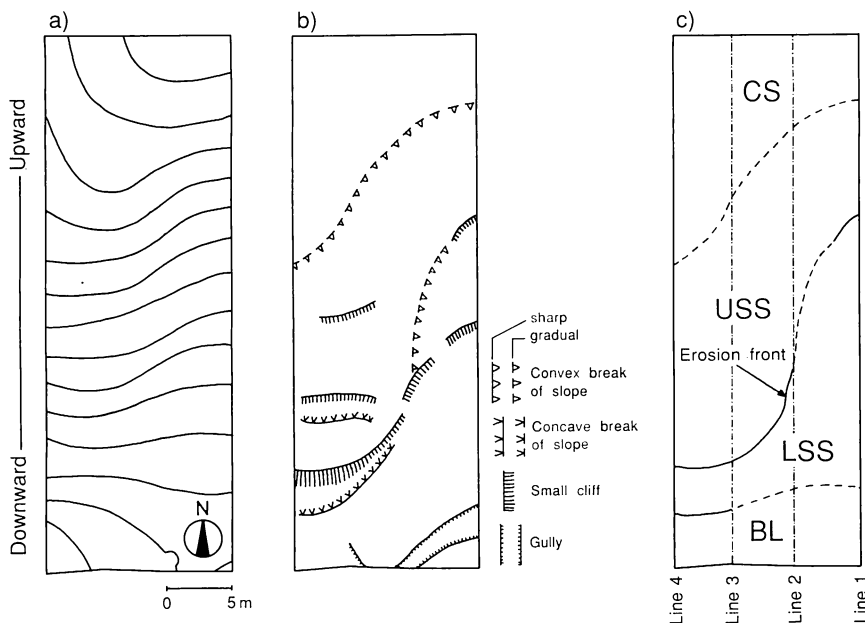 a)
Upward
Downward
N
0 5 m
b)
sharp
gradual
Convex break
of slope
Concave break
of slope
Small cliff
Gully
c)
CS
USS
Erosion front
LSS
BL
Line 4
Line 3
Line 2
Line 1